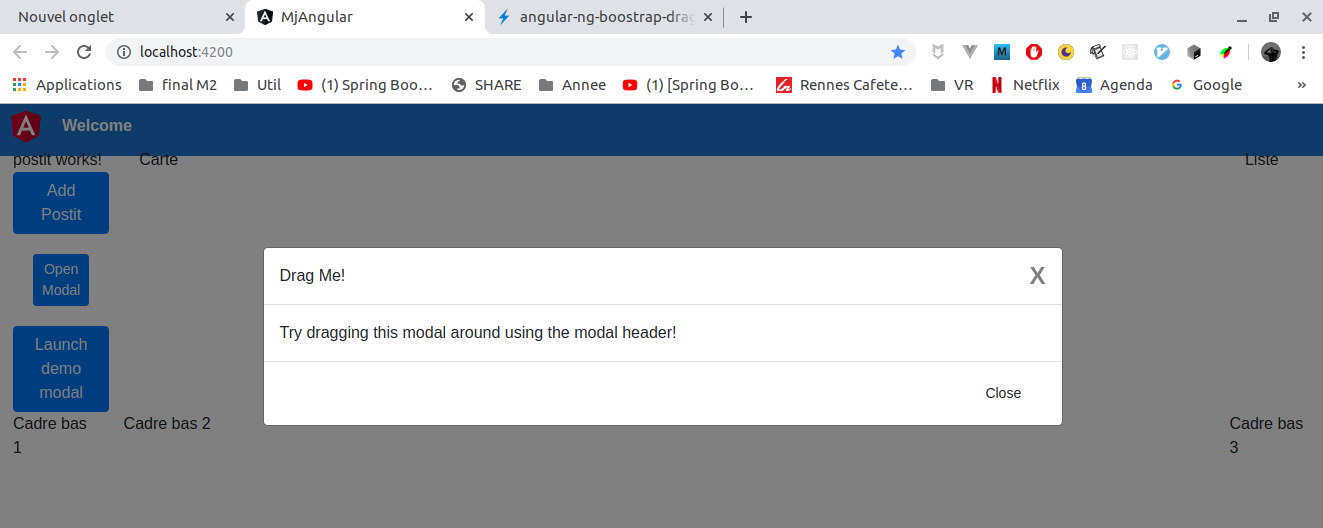 Nouvel onglet
MjAngular
angular-ng-boostrap-drag
localhost:4200
Applications
final M2
Util
(1) Spring Boo…
SHARE
Annee
(1) [Spring Bo…
Rennes Cafete…
VR
Netflix
8
Agenda
Google
»
Welcome
postit works!
Carte
Liste
Add
Postit
Open
Modal
Launch
demo
modal
Drag Me!
X
Try dragging this modal around using the modal header!
Close
Cadre bas
1
Cadre bas 2
Cadre bas
3